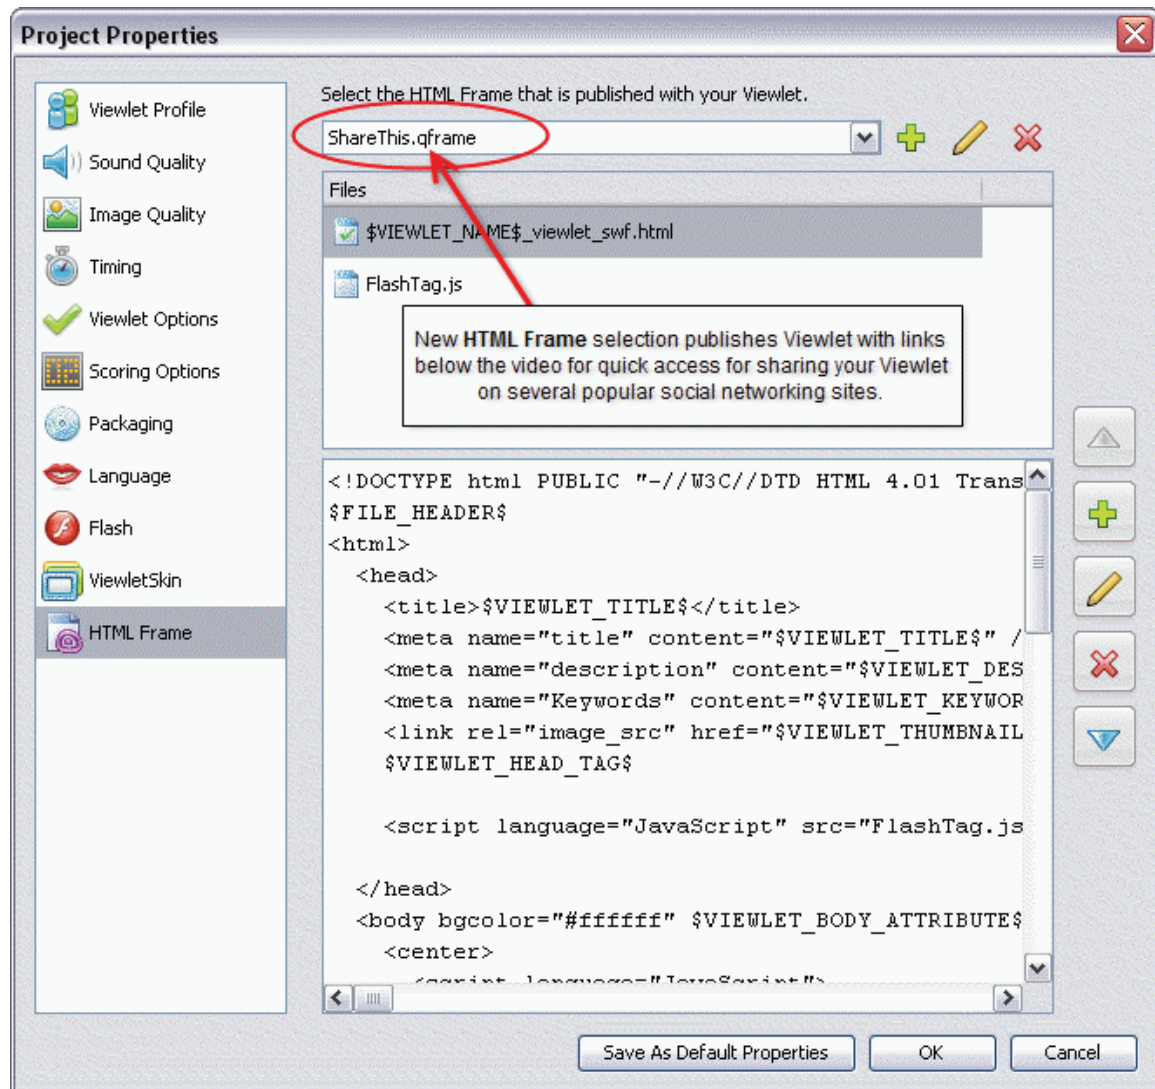 Project Properties
Viewlet Profile
Sound Quality
Image Quality
Timing
Viewlet Options
Scoring Options
Packaging
Language
Flash
ViewletSkin
HTML Frame
Select the HTML Frame that is published with your Viewlet.
ShareThis.qframe
Files
$VIEWLET_NAME$_viewlet_swf.html
FlashTag.js
New HTML Frame selection publishes Viewlet with links
below the video for quick access for sharing your Viewlet
on several popular social networking sites.
<!DOCTYPE html PUBLIC "-//W3C//DTD HTML 4.01 Trans
$FILE_HEADER$
<html>
<head>
<title>$VIEWLET_TITLE$</title>
<meta name="title" content="$VIEWLET_TITLE$" /
<meta name="description" content="$VIEWLET_DES
<meta name="Keywords" content="$VIEWLET_KEYWOR
<link rel="image_src" href="$VIEWLET_THUMBNAIL
$VIEWLET_HEAD_TAG$
<script language="JavaScript" src="FlashTag.js
</head>
<body bgcolor="#ffffff" $VIEWLET_BODY_ATTRIBUTE$
<center>
<script language="JavaScript">
Save As Default Properties
OK
Cancel